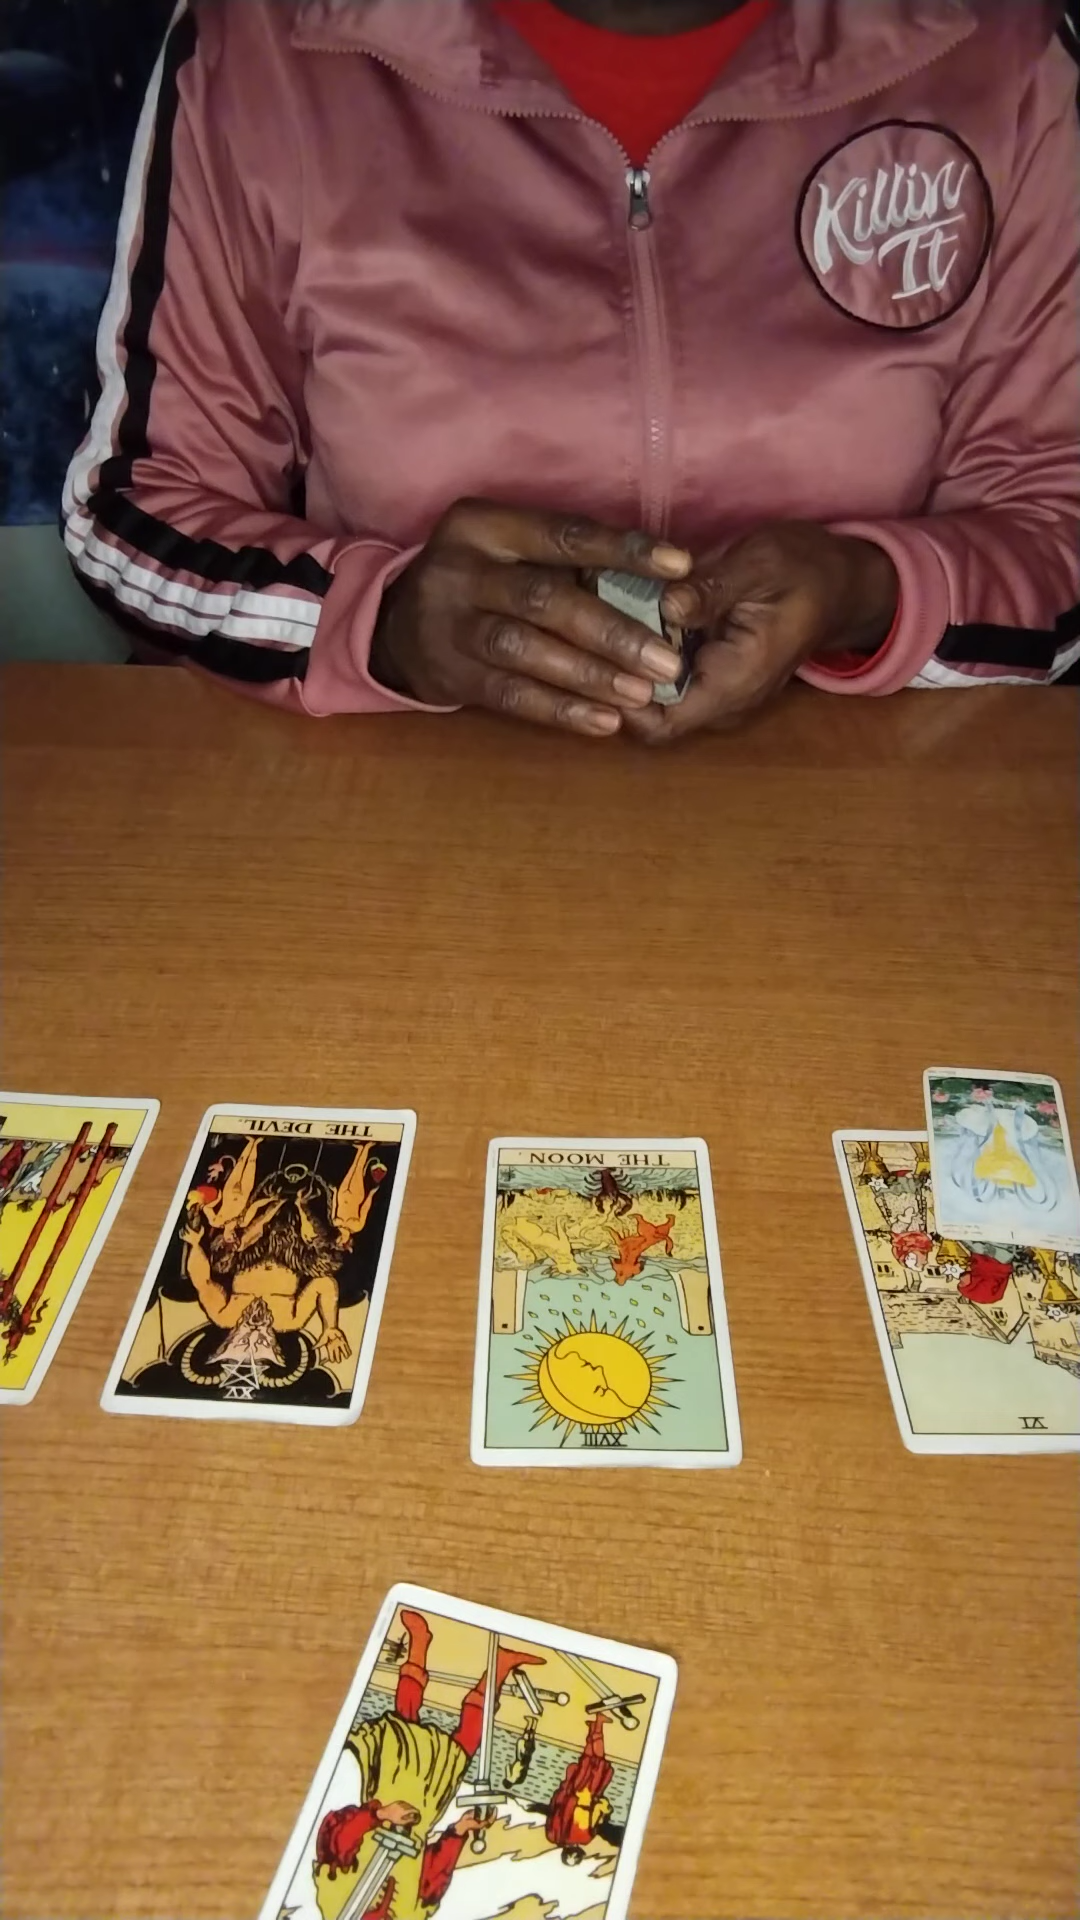 Killin
It
THE DEVIL.
XV
THE MOON.
XVIII
VI